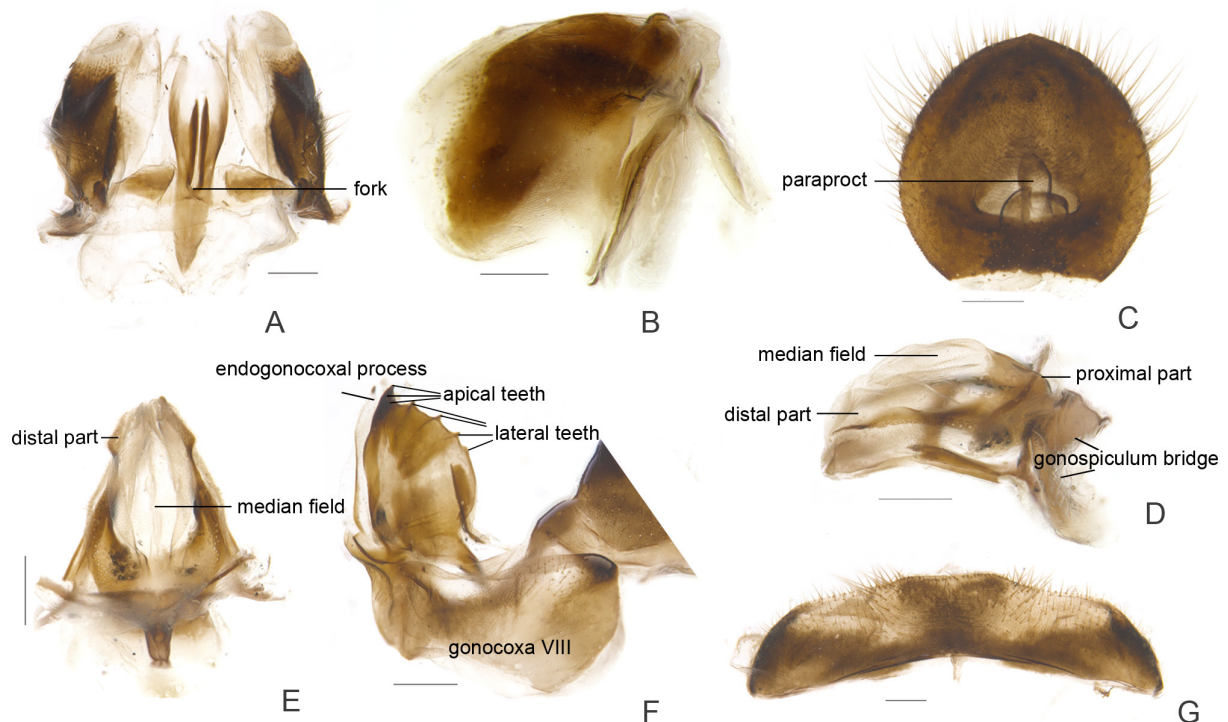 fork
A
B
paraproct
C
median field
proximal part
distal part
gonospiculum bridge
D
distal part
median field
E
endogonocoxal process
apical teeth
lateral teeth
gonocoxa VIII
F
G